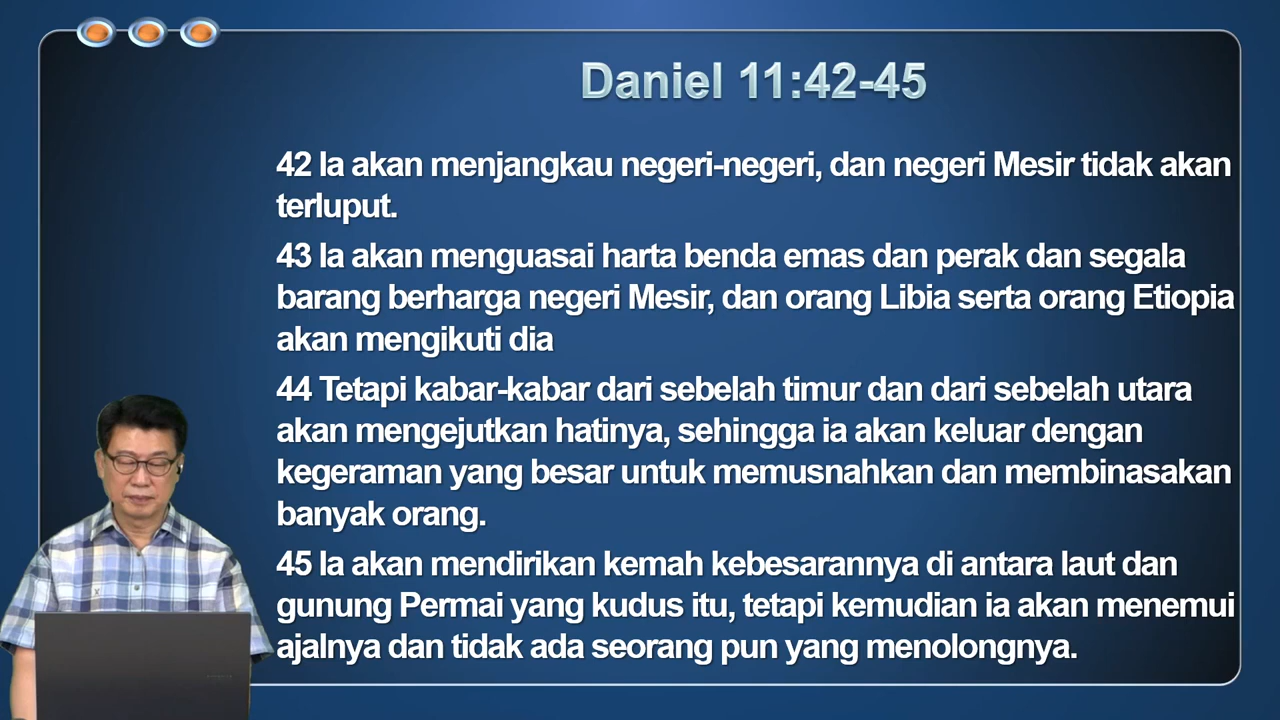 Daniel 11:42-45
42 Ia akan menjangkau negeri-negeri, dan negeri Mesir tidak akan
terluput.
43 Ia akan menguasai harta benda emas dan perak dan segala
barang berharga negeri Mesir, dan orang Libia serta orang Etiopia
akan mengikuti dia
44 Tetapi kabar-kabar dari sebelah timur dan dari sebelah utara
akan mengejutkan hatinya, sehingga ia akan keluar dengan
kegeraman yang besar untuk memusnahkan dan membinasakan
banyak orang.
45 Ia akan mendirikan kemah kebesarannya di antara laut dan
gunung Permai yang kudus itu, tetapi kemudian ia akan menemui
ajalnya dan tidak ada seorang pun yang menolongnya.